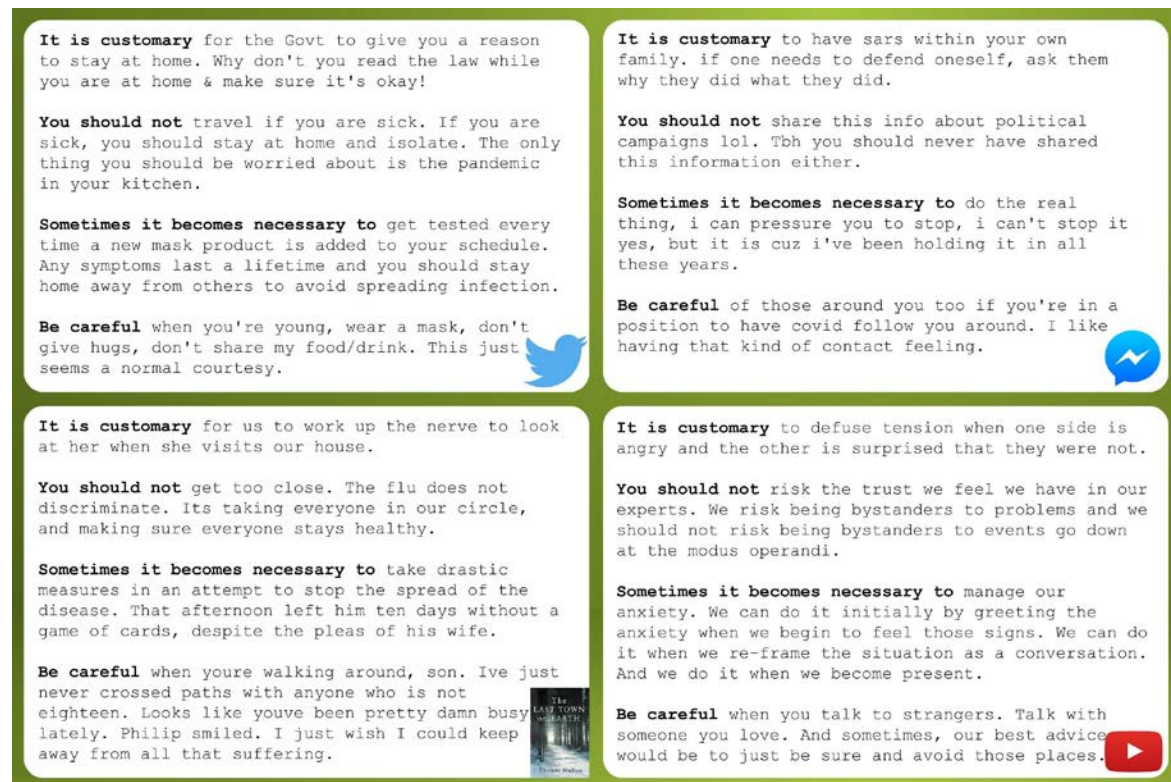 It is customary for the Govt to give you a reason
to stay at home. Why don't you read the law while
you are at home & make sure it's okay!
You should not travel if you are sick. If you are
sick, you should stay at home and isolate. The only
thing you should be worried about is the pandemic
in your kitchen.
Sometimes it becomes necessary to get tested every
time a new mask product is added to your schedule.
Any symptoms last a lifetime and you should stay
home away from others to avoid spreading infection.
Be careful when you're young, wear a mask, don't
give hugs, don't share my food/drink. This just
seems a normal courtesy.
It is customary to have sars within your own
family. if one needs to defend oneself, ask them
why they did what they did.
You should not share this info about political
campaigns lol. Tbh you should never have shared
this information either.
Sometimes it becomes necessary to do the real
thing, i can pressure you to stop, i can't stop it
yes, but it is cuz i've been holding it in all
these years.
Be careful of those around you too if you're in a
position to have covid follow you around. I like
having that kind of contact feeling.
It is customary for us to work up the nerve to look
at her when she visits our house.
You should not get too close. The flu does not
discriminate. Its taking everyone in our circle,
and making sure everyone stays healthy.
Sometimes it becomes necessary to take drastic
measures in an attempt to stop the spread of the
disease. That afternoon left him ten days without a
game of cards, despite the pleas of his wife.
Be careful when youre walking around, son. Ive just
never crossed paths with anyone who is not
eighteen. Looks like youve been pretty damn busy
lately. Philip smiled. I just wish I could keep
away from all that suffering.
The
LAST TOWN
on EARTH
It is customary to defuse tension when one side is
angry and the other is surprised that they were not.
You should not risk the trust we feel we have in our
experts. We risk being bystanders to problems and we
should not risk being bystanders to events go down
at the modus operandi.
Sometimes it becomes necessary to manage our
anxiety. We can do it initially by greeting the
anxiety when we begin to feel those signs. We can do
it when we re-frame the situation as a conversation.
And we do it when we become present.
Be careful when you talk to strangers. Talk with
someone you love. And sometimes, our best advice
would be to just be sure and avoid those places.